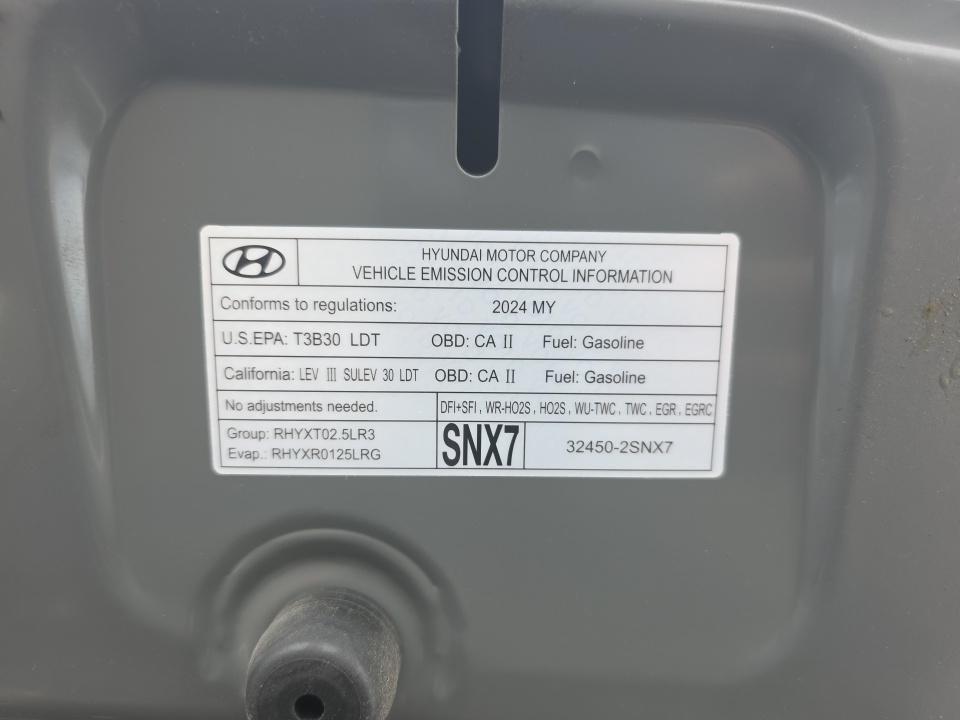 HYUNDAI MOTOR COMPANY
VEHICLE EMISSION CONTROL INFORMATION
Conforms to regulations: 2024 MY
U.S.EPA: T3B30 LDT OBD: CA II Fuel: Gasoline
California: LEV III SULEV 30 LDT OBD: CA II Fuel: Gasoline
No adjustments needed. DFI+SFI, WR-HO2S, HO2S, WU-TWC, TWC, EGR, EGRC
Group: RHYXT02.5LR3
Evap.: RHYXR0125LRG
SNX7
32450-2SNX7